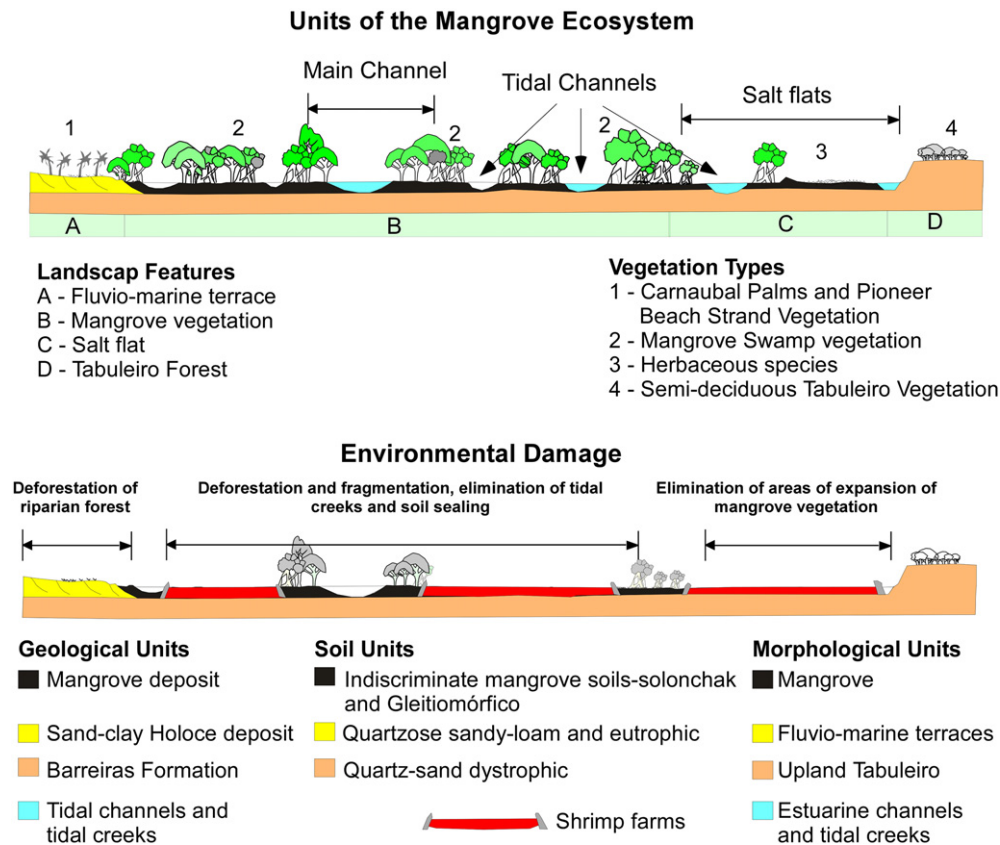 Units of the Mangrove Ecosystem
Main Channel
Tidal Channels
Salt flats
1
2
2
2
3
4
A
B
C
D
Landscap Features
A - Fluvio-marine terrace
B - Mangrove vegetation
C - Salt flat
D - Tabuleiro Forest
Vegetation Types
1 - Carnaubal Palms and Pioneer
Beach Strand Vegetation
2 - Mangrove Swamp vegetation
3 - Herbaceous species
4 - Semi-deciduous Tabuleiro Vegetation
Environmental Damage
Deforestation of
riparian forest
Deforestation and fragmentation, elimination of tidal
creeks and soil sealing
Elimination of areas of expansion of
mangrove vegetation
Geological Units
Mangrove deposit
Sand-clay Holoce deposit
Barreiras Formation
Tidal channels and
tidal creeks
Soil Units
Indiscriminate mangrove soils-solonchak
and Gleitiomórfico
Quartzose sandy-loam and eutrophic
Quartz-sand dystrophic
Shrimp farms
Morphological Units
Mangrove
Fluvio-marine terraces
Upland Tabuleiro
Estuarine channels
and tidal creeks